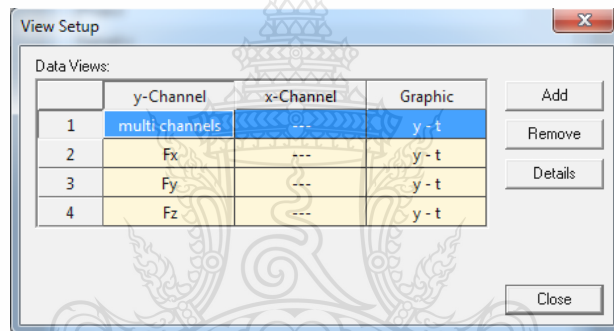 View Setup
x
Data Views:
y-Channel x-Channel Graphic
1 multi channels --- y - t
2 Fx --- y - t
3 Fy --- y - t
4 Fz --- y - t
Add
Remove
Details
Close